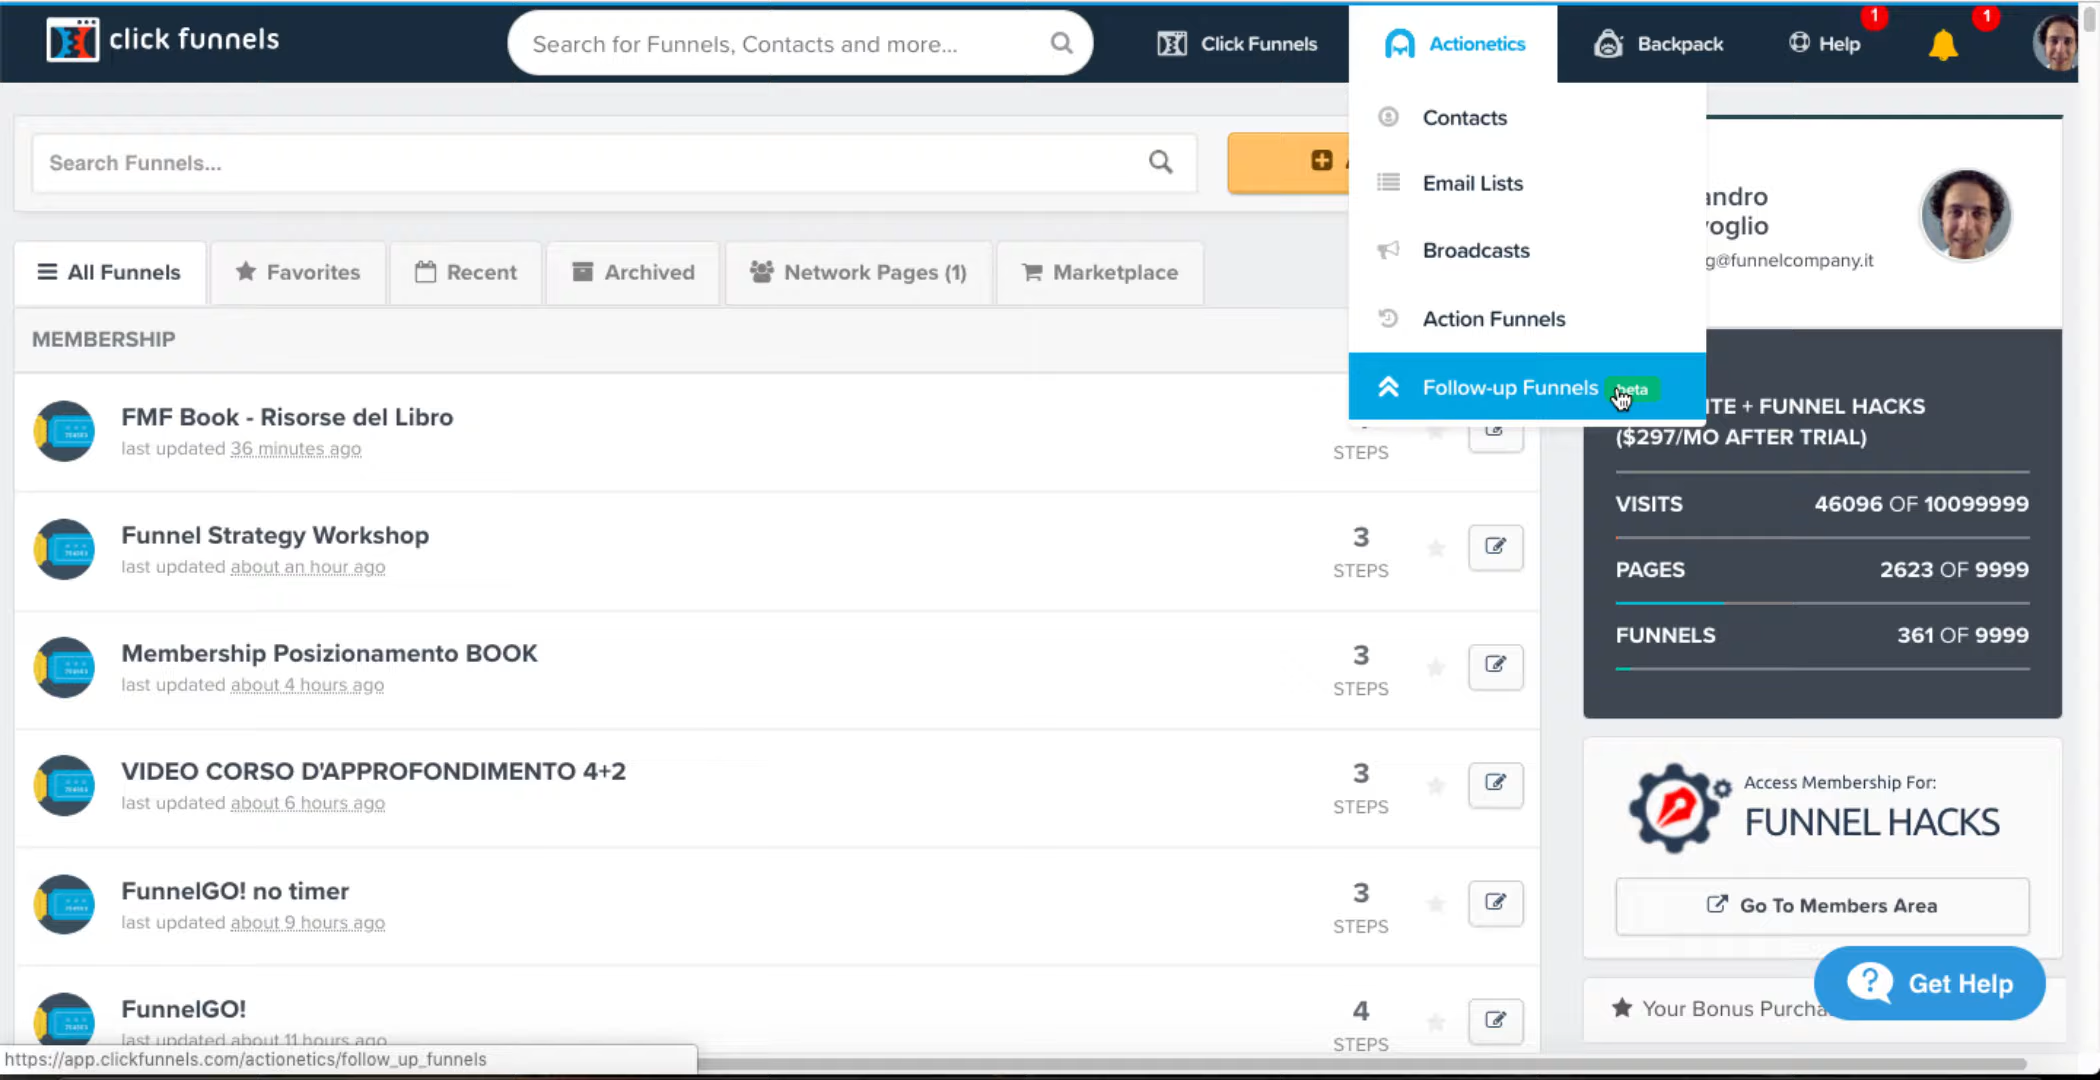 click funnels
Search for Funnels, Contacts and more...
Click Funnels
Actionetics
Backpack
Help
1
1
Search Funnels...
Contacts
Email Lists
Broadcasts
Action Funnels
Follow-up Funnels
andro
oglio
g@funnelcompany.it
All Funnels
Favorites
Recent
Archived
Network Pages (1)
Marketplace
MEMBERSHIP
FMF Book - Risorse del Libro
last updated 36 minutes ago
STEPS
Funnel Strategy Workshop
last updated about an hour ago
3
STEPS
Membership Posizionamento BOOK
last updated about 4 hours ago
3
STEPS
VIDEO CORSO D'APPROFONDIMENTO 4+2
last updated about 6 hours ago
3
STEPS
FunnelGO! no timer
last updated about 9 hours ago
3
STEPS
FunnelGO!
last updated about 11 hours ago
4
STEPS
ITE + FUNNEL HACKS
($297/MO AFTER TRIAL)
VISITS 46096 OF 10099999
PAGES 2623 OF 9999
FUNNELS 361 OF 9999
Access Membership For:
FUNNEL HACKS
Go To Members Area
Your Bonus
Get Help
https://app.clickfunnels.com/actionetics/follow_up_funnels